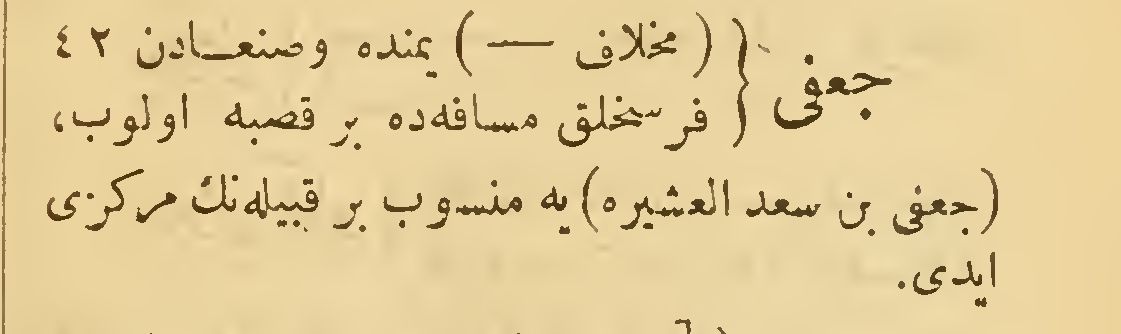 جعفی { ( مخلاف — ) یمنده وصنعادن ٤٢
فرسخلق مسافه‌ده بر قصبه اولوب،
(جعفی بن سعد العشیره) یه منسوب بر قبیله‌نك مرکزی
ایدی.